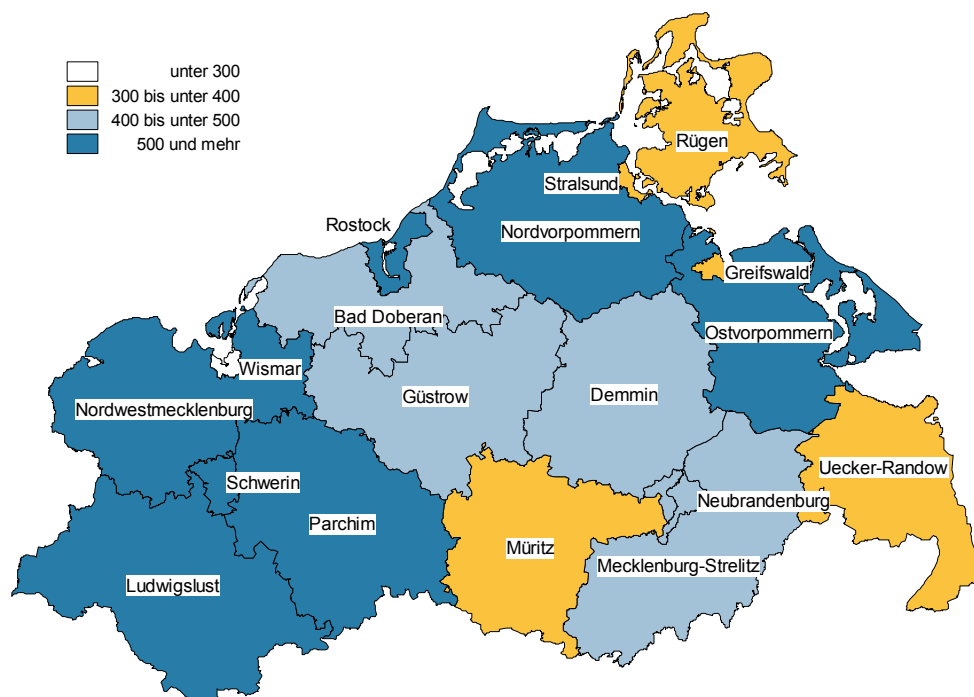 unter 300
300 bis unter 400
400 bis unter 500
500 und mehr
Rügen
Stralsund
Rostock
Nordvorpommern
Greifswald
Bad Doberan
Ostvorpommern
Wismar
Güstrow
Demmin
Nordwestmecklenburg
Uecker-Randow
Schwerin
Neubrandenburg
Parchim
Müritz
Mecklenburg-Strelitz
Ludwigslust